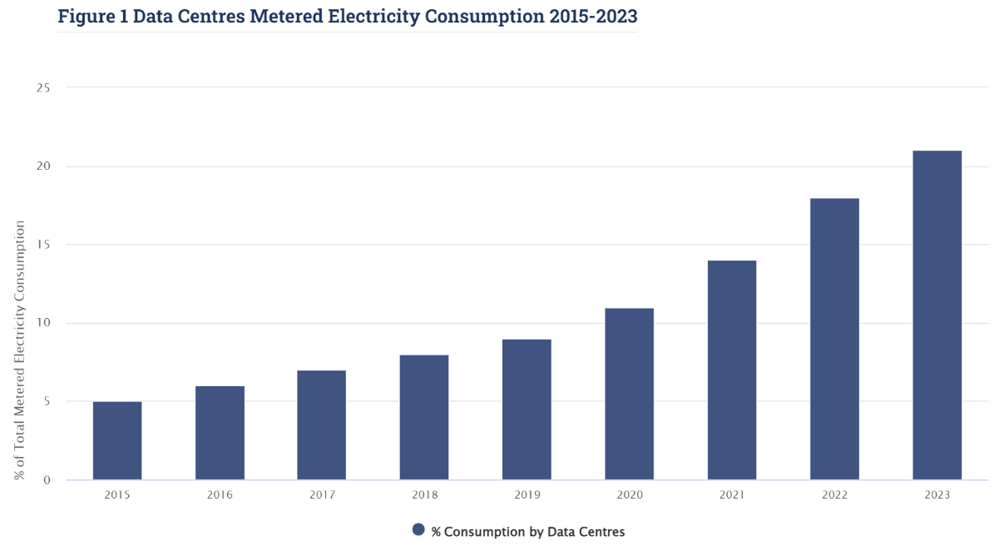 Figure 1 Data Centres Metered Electricity Consumption 2015-2023
% of Total Metered Electricity Consumption
25
20
15
10
5
0
2015 2016 2017 2018 2019 2020 2021 2022 2023
% Consumption by Data Centres